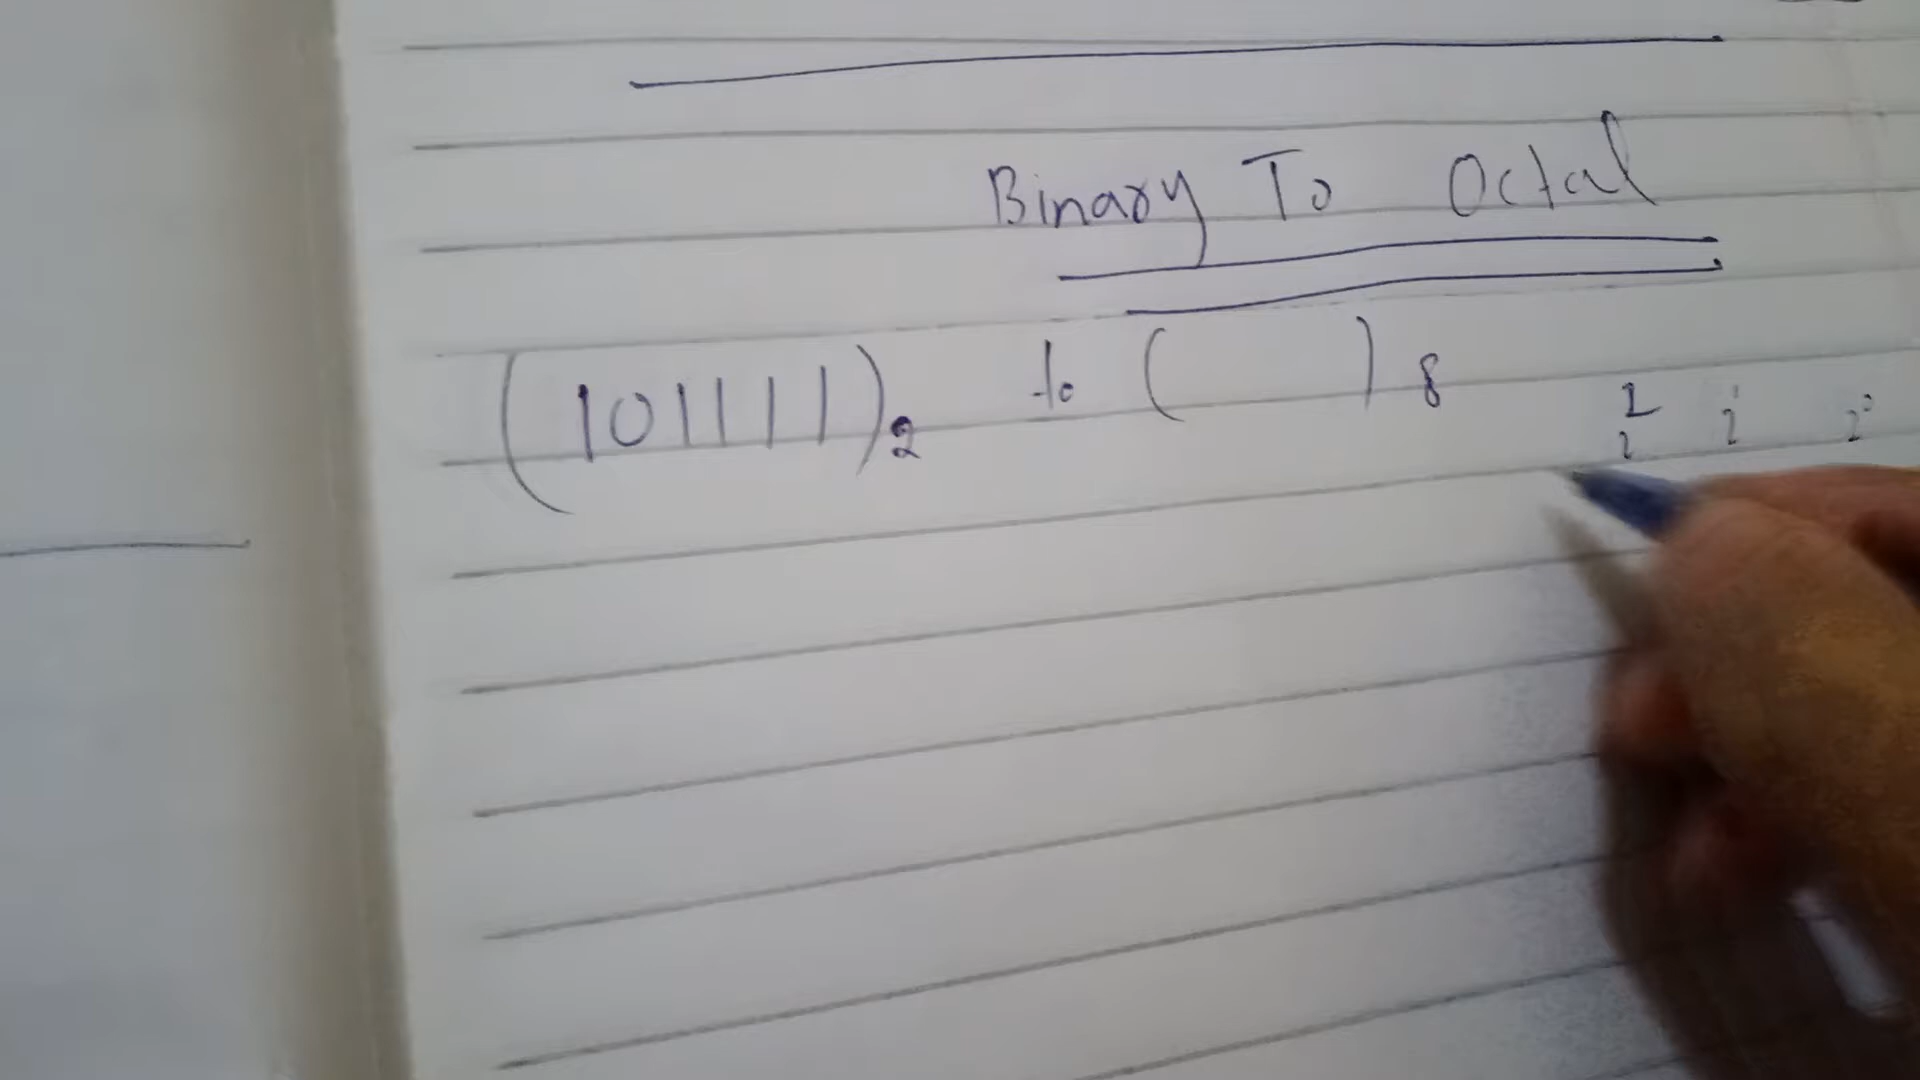 Binary To Octal
(101111)₂ to ( )₈
2² 2¹ 2⁰